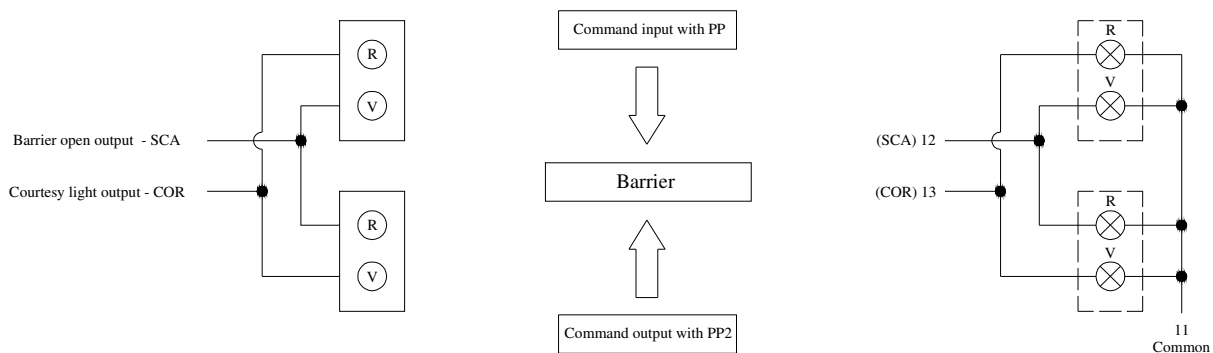 R
V
Barrier open output - SCA
Courtesy light output - COR
R
V
Command input with PP
Barrier
Command output with PP2
R
V
(SCA) 12
(COR) 13
R
V
11
Common